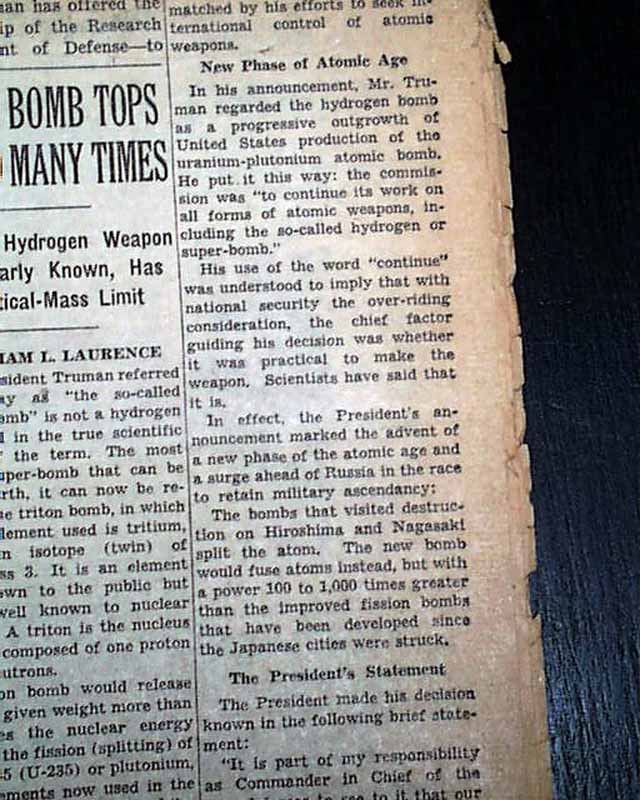 man has offered the
ip of the Research
nt of Defense—to
BOMB TOPS
MANY TIMES
Hydrogen Weapon
arly Known, Has
tical-Mass Limit
IAM L. LAURENCE
sident Truman referred
ay as "the so-called
omb" is not a hydrogen
d in the true scientific
the term. The most
uper-bomb that can be
rth, it can now be re-
he triton bomb, in which
lement used is tritium,
n isotope (twin) of
ss 3. It is an element
own to the public but
well known to nuclear
A triton is the nucleus
composed of one proton
eutrons.
on bomb would release
given weight more than
es the nuclear energy
the fission (splitting) of
5 (U-235) or plutonium,
ments now used in the
matched by his efforts to seek in-
ternational control of atomic
weapons.
New Phase of Atomic Age
In his announcement, Mr. Tru-
man regarded the hydrogen bomb
as a progressive outgrowth of
United States production of the
uranium-plutonium atomic bomb.
He put it this way: the commis-
sion was "to continue its work on
all forms of atomic weapons, in-
cluding the so-called hydrogen or
super-bomb."
His use of the word "continue"
was understood to imply that with
national security the over-riding
consideration, the chief factor
guiding his decision was whether
it was practical to make the
weapon. Scientists have said that
it is.
In effect, the President's an-
nouncement marked the advent of
a new phase of the atomic age and
a surge ahead of Russia in the race
to retain military ascendancy;
The bombs that visited destruc-
tion on Hiroshima and Nagasaki
split the atom. The new bomb
would fuse atoms instead, but with
a power 100 to 1,000 times greater
than the improved fission bombs
that have been developed since
the Japanese cities were struck.
The President's Statement
The President made his decision
known in the following brief state-
ment:
"It is part of my responsibility
as Commander in Chief of the
to see to it that our